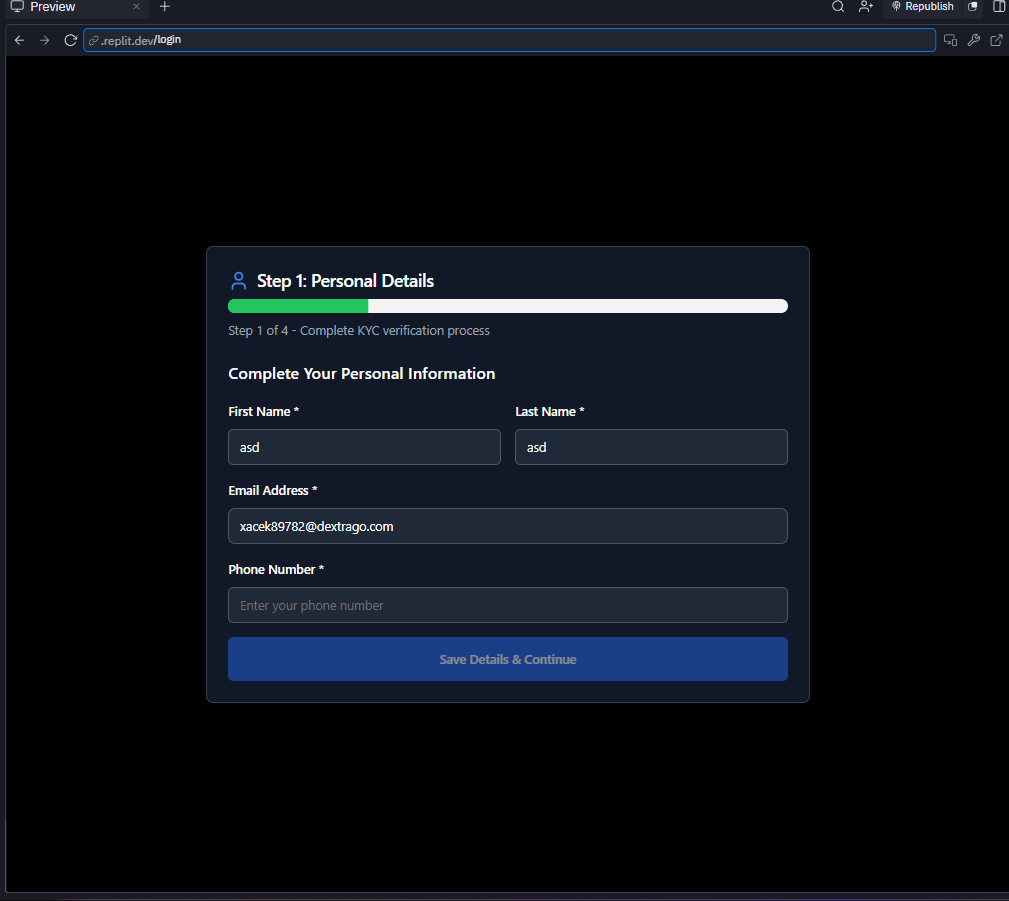 Preview
Republish
.replit.dev/login
Step 1: Personal Details
Step 1 of 4 - Complete KYC verification process
Complete Your Personal Information
First Name * Last Name *
asd asd
Email Address *
xacek89782@dextrago.com
Phone Number *
Enter your phone number
Save Details & Continue